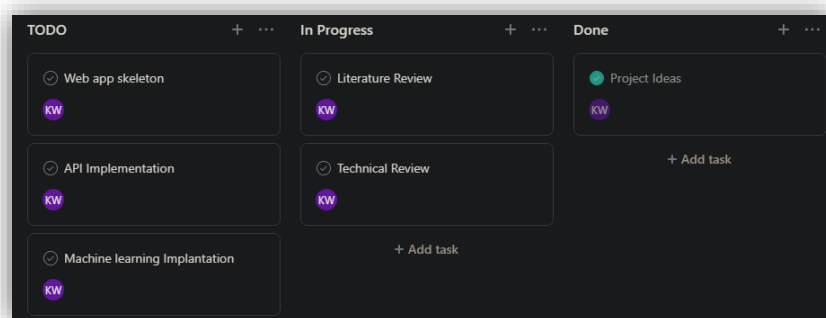 TODO
Web app skeleton
KW
API Implementation
KW
Machine learning Implantation
KW
In Progress
Literature Review
KW
Technical Review
KW
+ Add task
Done
Project Ideas
KW
+ Add task